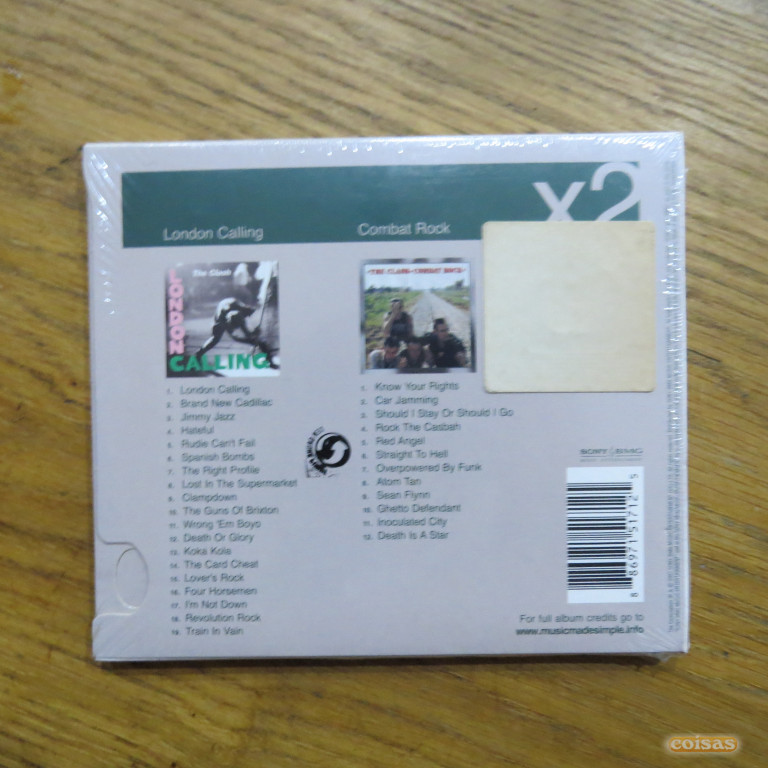 x2
London Calling
Combat Rock
The Clash
LONDON
CALLING
THE CLASH COMBAT ROCK
1. London Calling
2. Brand New Cadillac
3. Jimmy Jazz
4. Hateful
5. Rudie Can't Fail
6. Spanish Bombs
7. The Right Profile
8. Lost In The Supermarket
9. Clampdown
10. The Guns Of Brixton
11. Wrong 'Em Boyo
12. Death Or Glory
13. Koka Kola
14. The Card Cheat
15. Lover's Rock
16. Four Horsemen
17. I'm Not Down
18. Revolution Rock
19. Train In Vain
1. Know Your Rights
2. Car Jamming
3. Should I Stay Or Should I Go
4. Rock The Casbah
5. Red Angel
6. Straight To Hell
7. Overpowered By Funk
8. Atom Tan
9. Sean Flynn
10. Ghetto Defendant
11. Inoculated City
12. Death Is A Star
SONY BMG
8 86971 51712 5
For full album credits go to
www.musicmadesimple.info
coisas